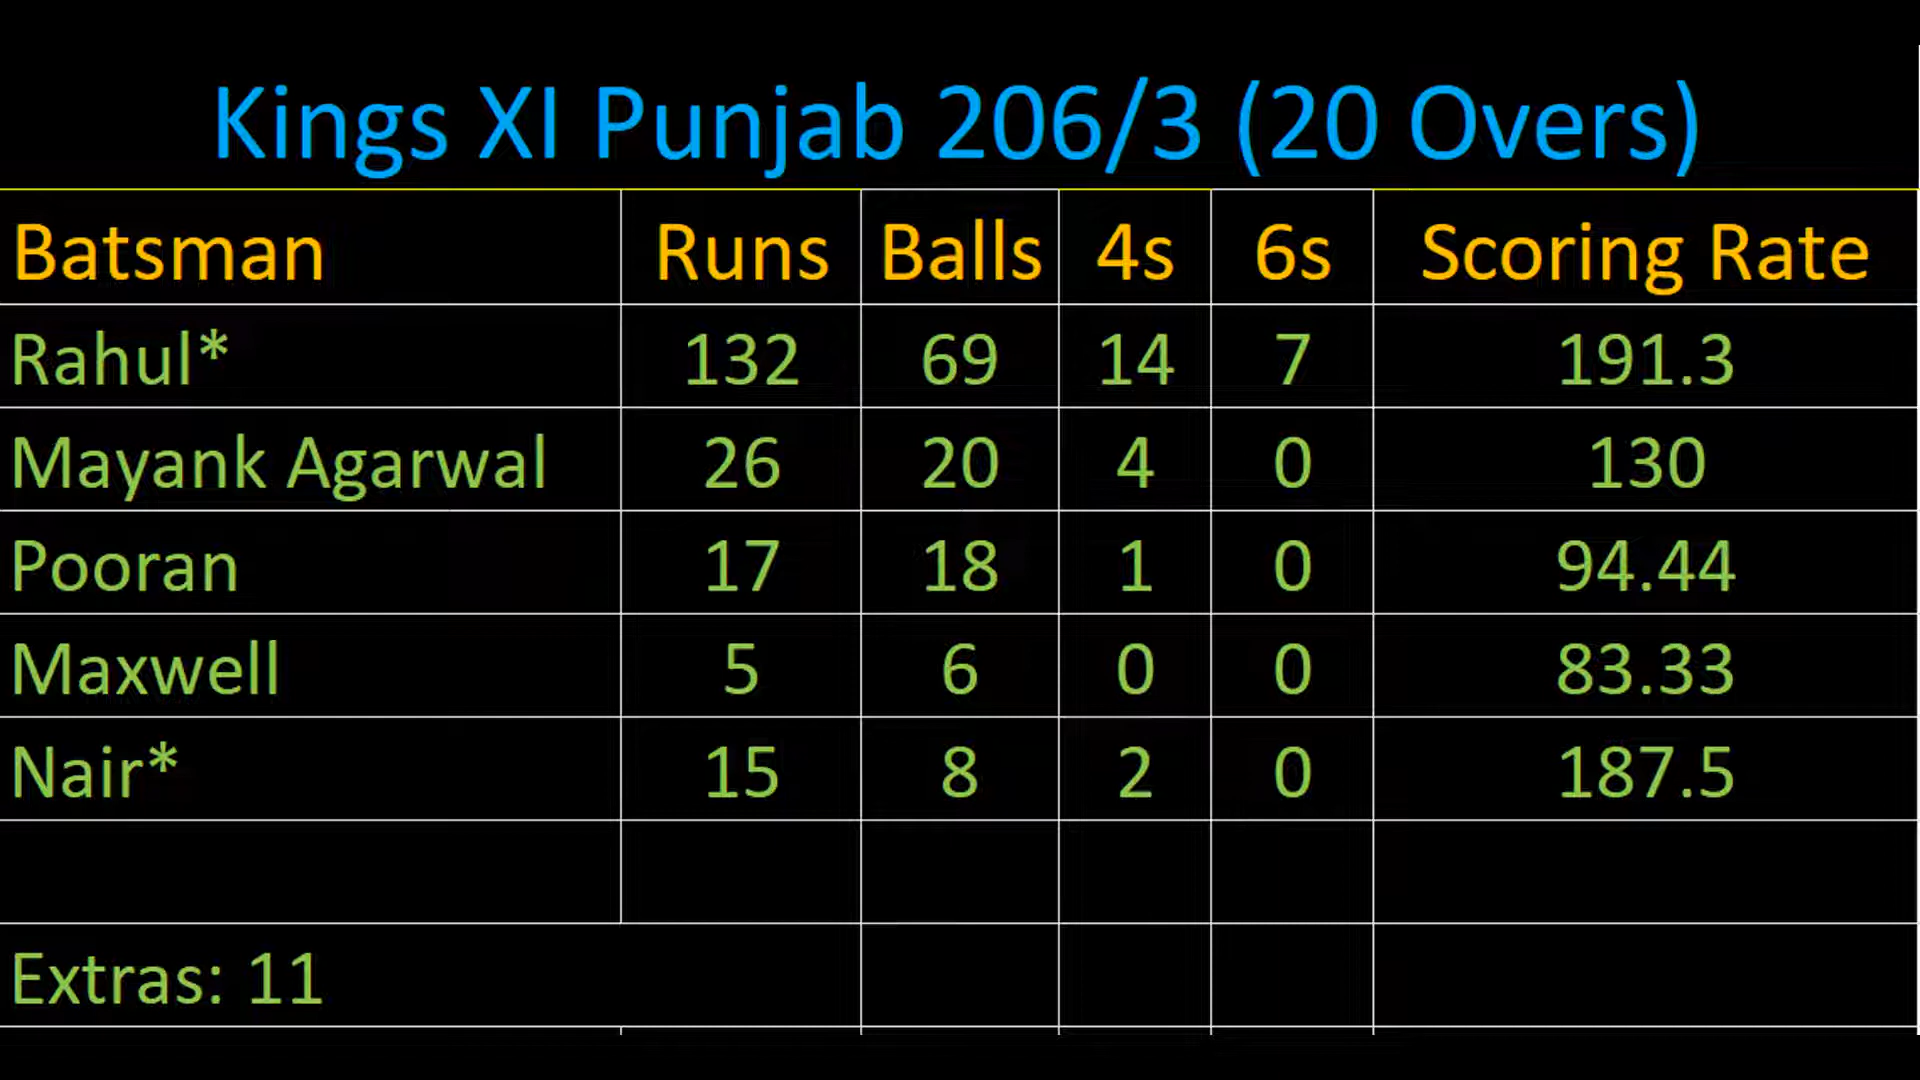 Kings XI Punjab 206/3 (20 Overs)
Batsman Runs Balls 4s 6s Scoring Rate
Rahul* 132 69 14 7 191.3
Mayank Agarwal 26 20 4 0 130
Pooran 17 18 1 0 94.44
Maxwell 5 6 0 0 83.33
Nair* 15 8 2 0 187.5
Extras: 11